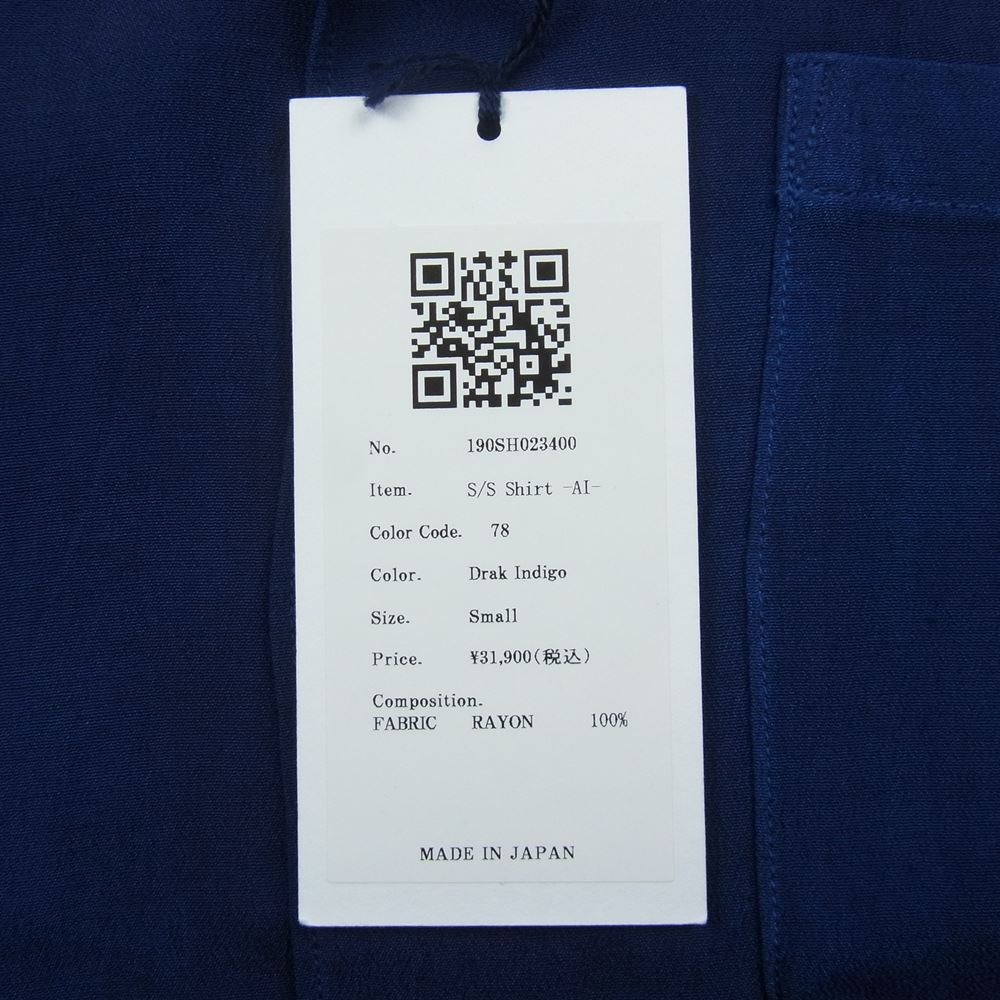 No. 190SH023400
Item. S/S Shirt -AI-
Color Code. 78
Color. Drak Indigo
Size. Small
Price. ¥31,900(税込)
Composition.
FABRIC RAYON 100%
MADE IN JAPAN